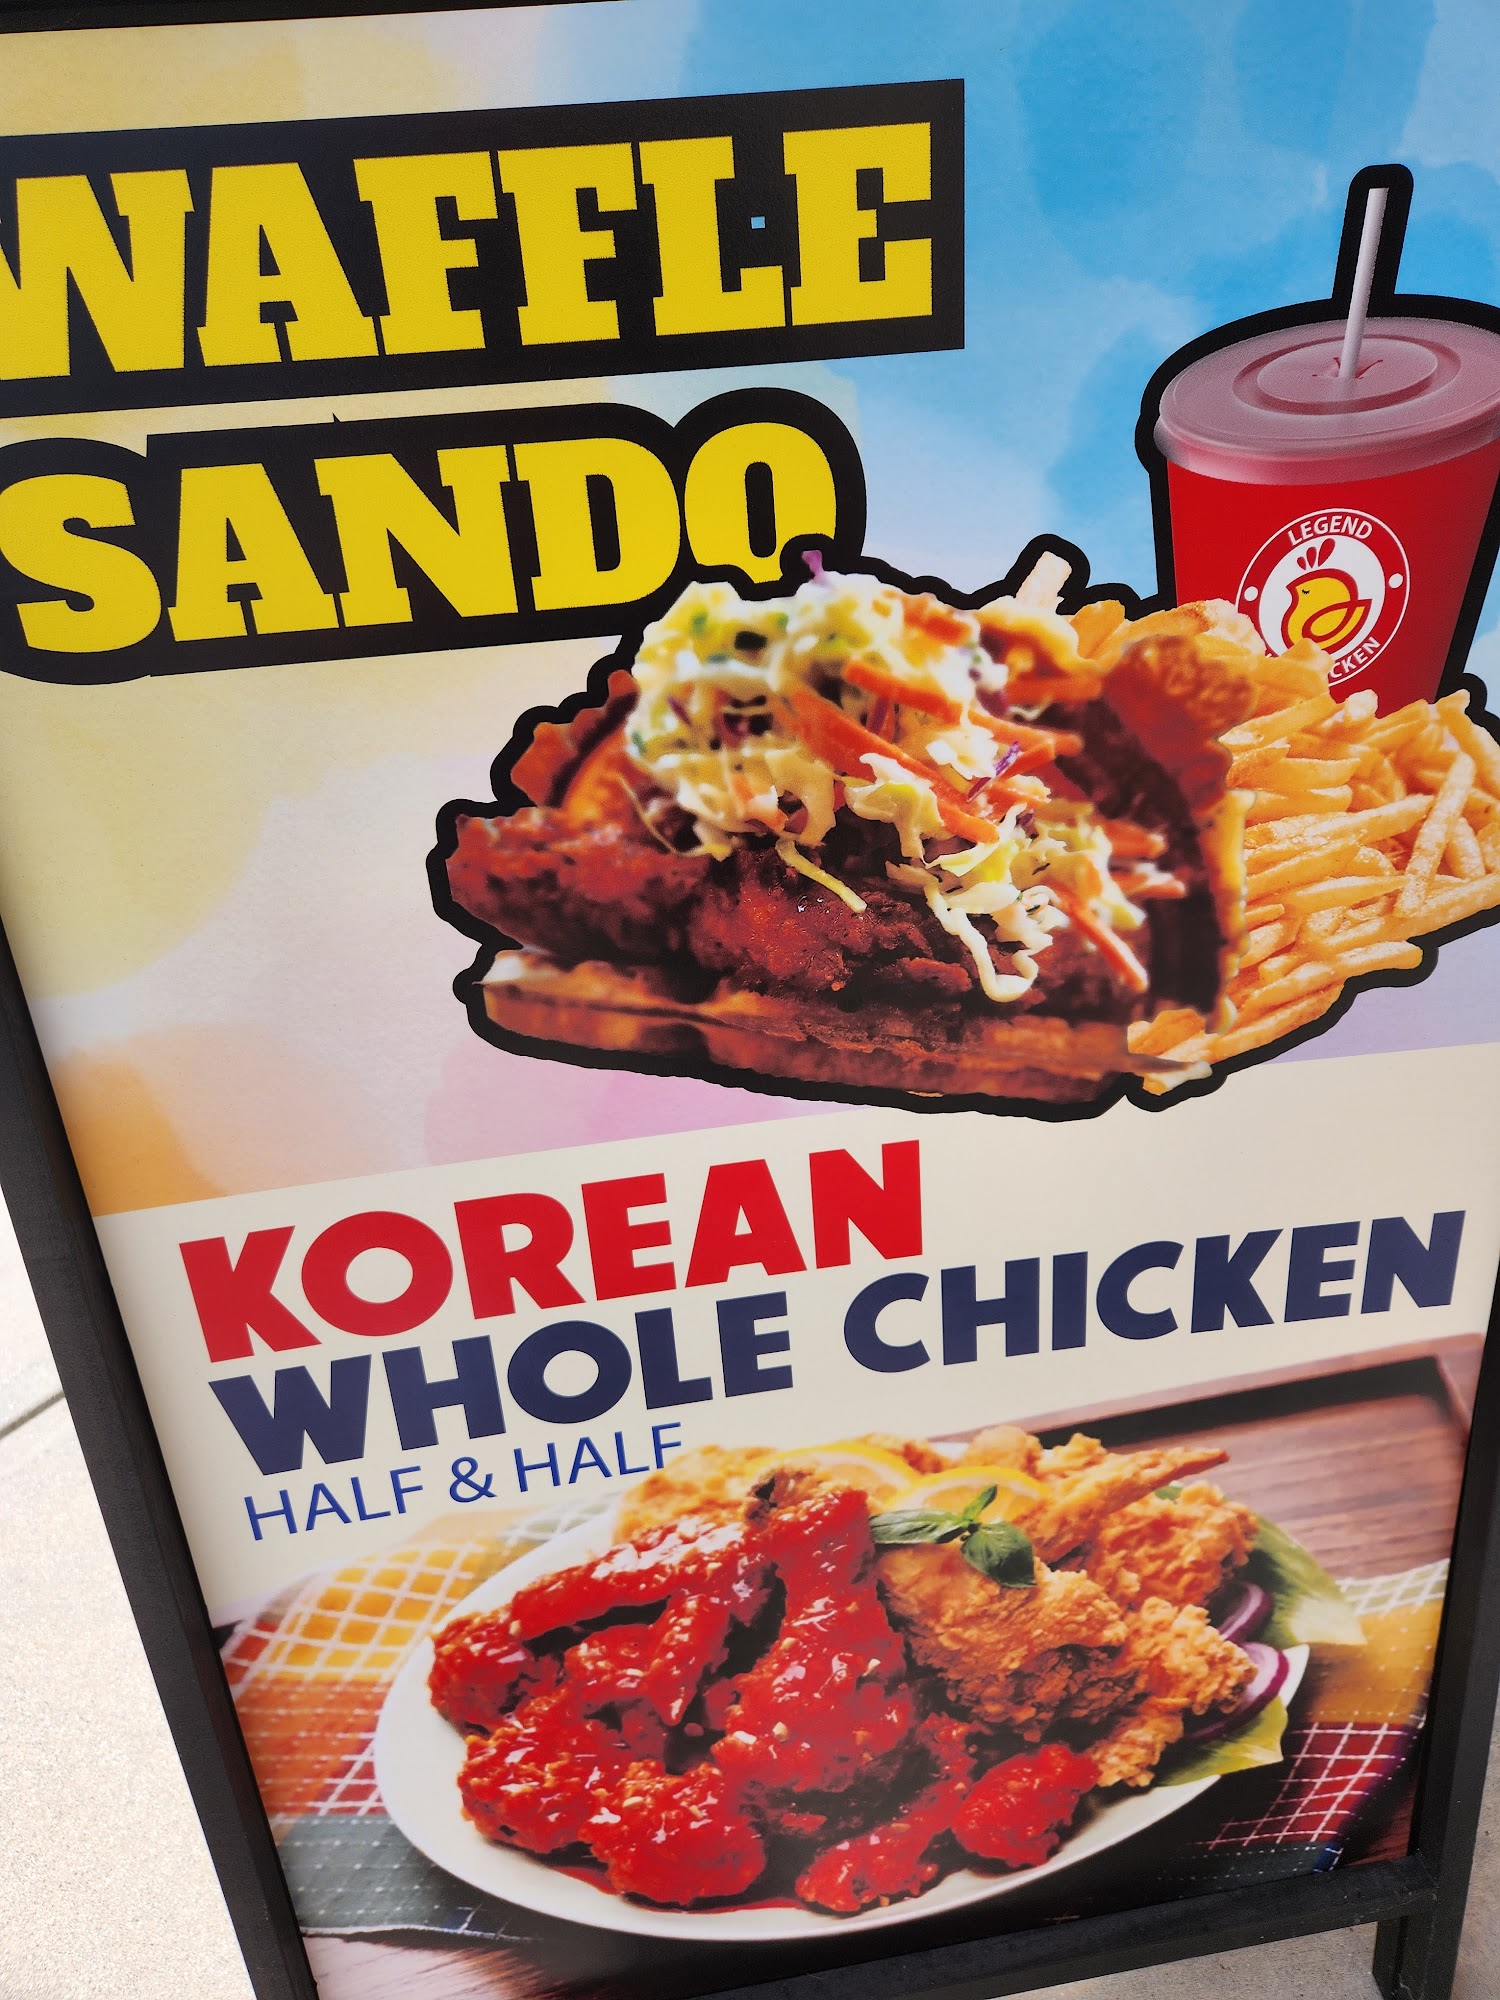 WAFFLE
SANDO
LEGEND
KOREAN
WHOLE CHICKEN
HALF & HALF